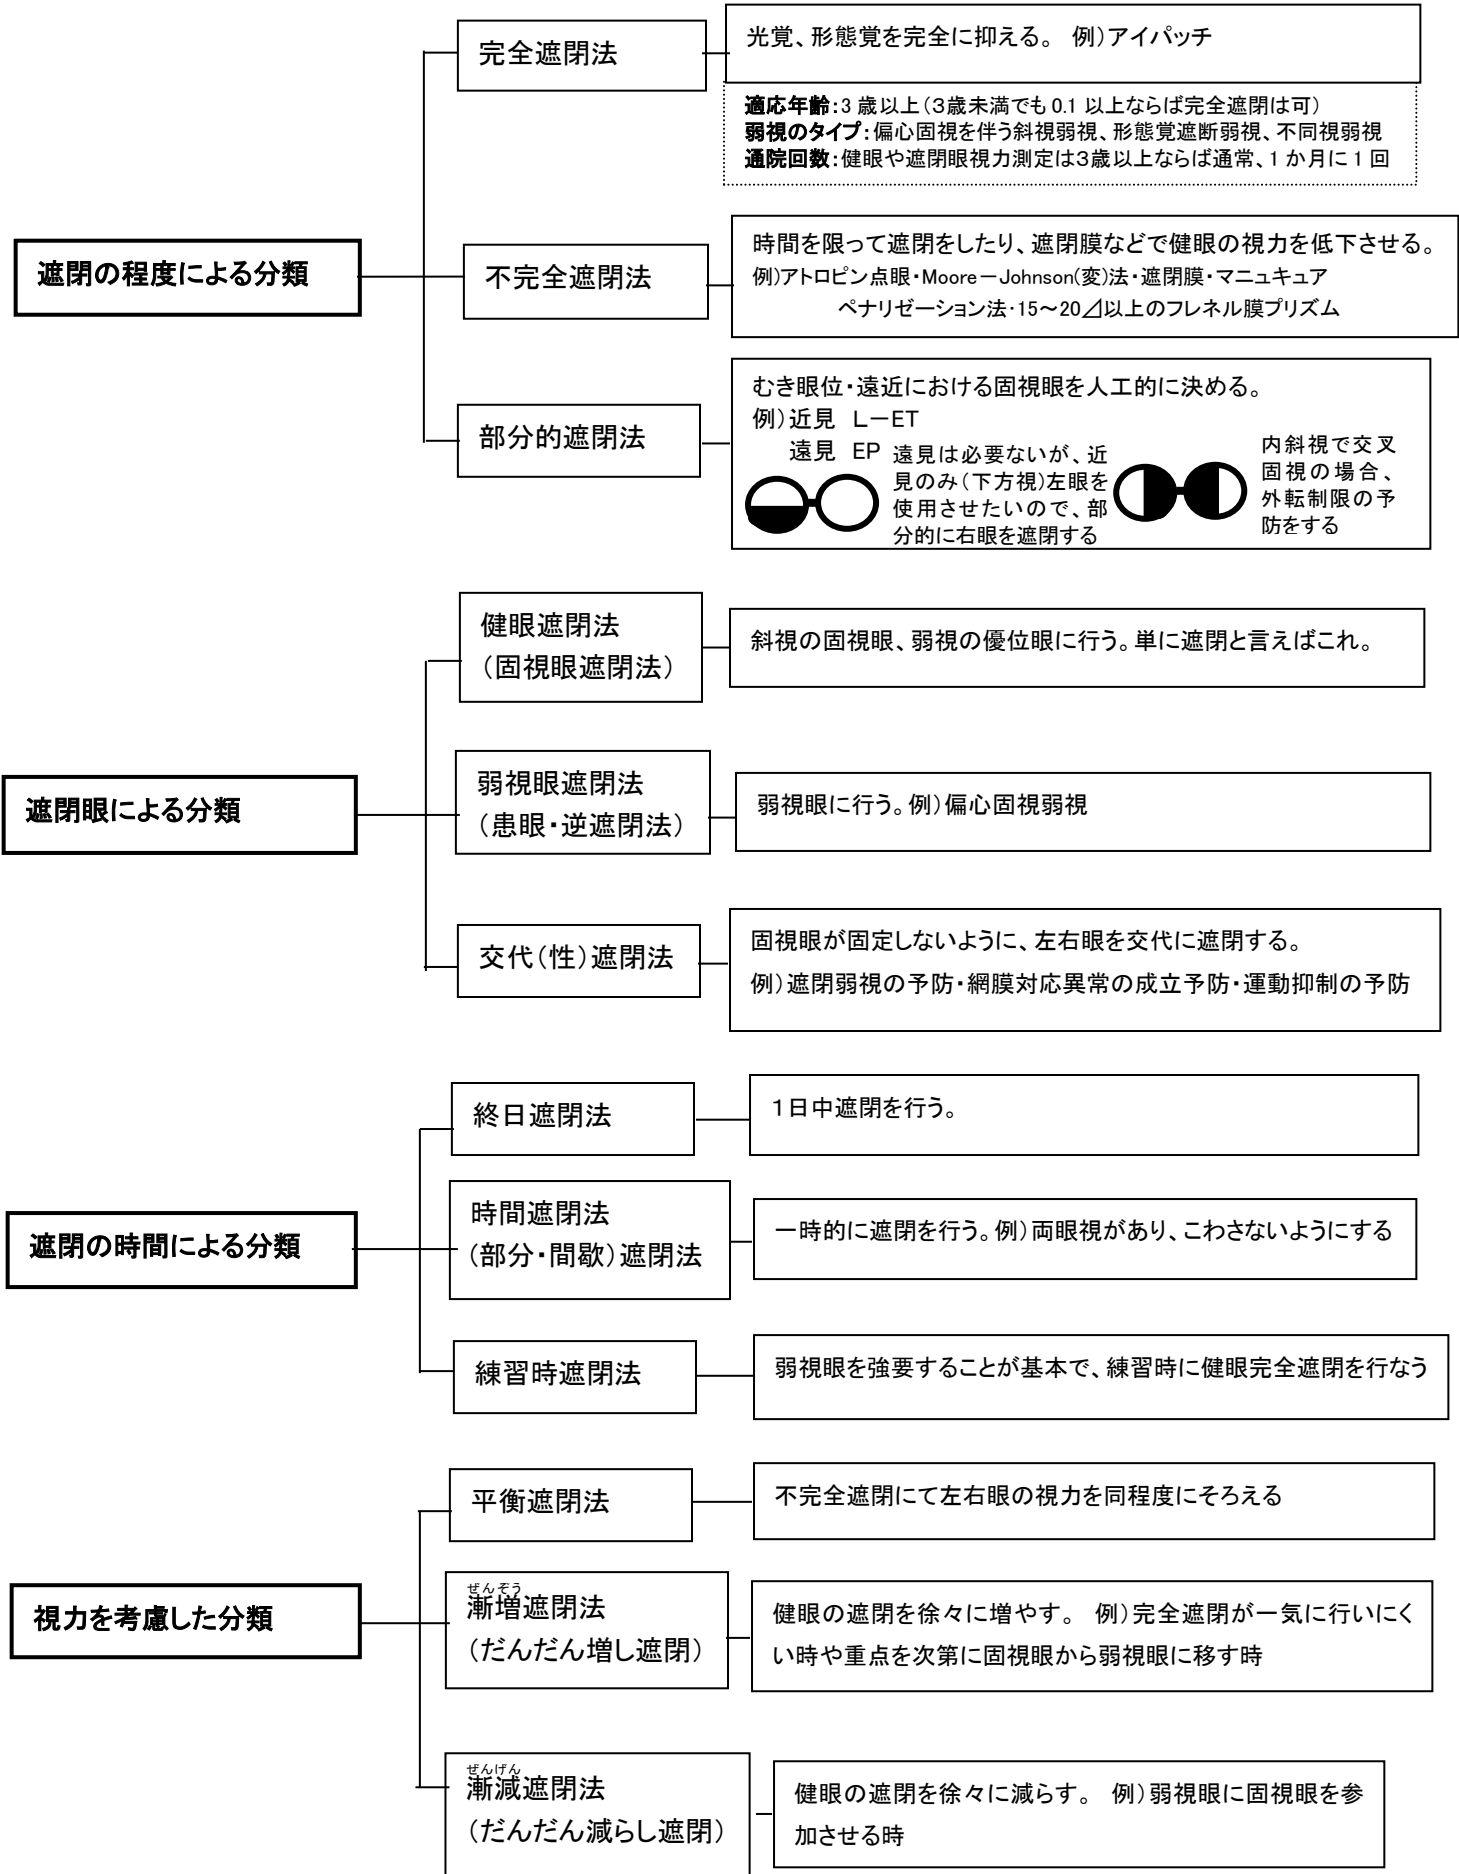 遮閉の程度による分類
完全遮閉法
光覚、形態覚を完全に抑える。 例)アイパッチ
適応年齢:3 歳以上(3歳未満でも 0.1 以上ならば完全遮閉は可)
弱視のタイプ:偏心固視を伴う斜視弱視、形態覚遮断弱視、不同視弱視
通院回数:健眼や遮閉眼視力測定は3歳以上ならば通常、1 か月に 1 回
不完全遮閉法
時間を限って遮閉をしたり、遮閉膜などで健眼の視力を低下させる。
例)アトロピン点眼・Moore-Johnson(変)法・遮閉膜・マニュキュア
ペナリゼーション法・15~20⊿以上のフレネル膜プリズム
部分的遮閉法
むき眼位・遠近における固視眼を人工的に決める。
例)近見 L-ET
遠見 EP
遠見は必要ないが、近
見のみ(下方視)左眼を
使用させたいので、部
分的に右眼を遮閉する
内斜視で交叉
固視の場合、
外転制限の予
防をする
遮閉眼による分類
健眼遮閉法
(固視眼遮閉法)
斜視の固視眼、弱視の優位眼に行う。単に遮閉と言えばこれ。
弱視眼遮閉法
(患眼・逆遮閉法)
弱視眼に行う。例)偏心固視弱視
交代(性)遮閉法
固視眼が固定しないように、左右眼を交代に遮閉する。
例)遮閉弱視の予防・網膜対応異常の成立予防・運動抑制の予防
遮閉の時間による分類
終日遮閉法
1日中遮閉を行う。
時間遮閉法
(部分・間歇)遮閉法
一時的に遮閉を行う。例)両眼視があり、こわさないようにする
練習時遮閉法
弱視眼を強要することが基本で、練習時に健眼完全遮閉を行なう
視力を考慮した分類
平衡遮閉法
不完全遮閉にて左右眼の視力を同程度にそろえる
ぜんぞう
漸増遮閉法
(だんだん増し遮閉)
健眼の遮閉を徐々に増やす。 例)完全遮閉が一気に行いにく
い時や重点を次第に固視眼から弱視眼に移す時
ぜんげん
漸減遮閉法
(だんだん減らし遮閉)
健眼の遮閉を徐々に減らす。 例)弱視眼に固視眼を参
加させる時